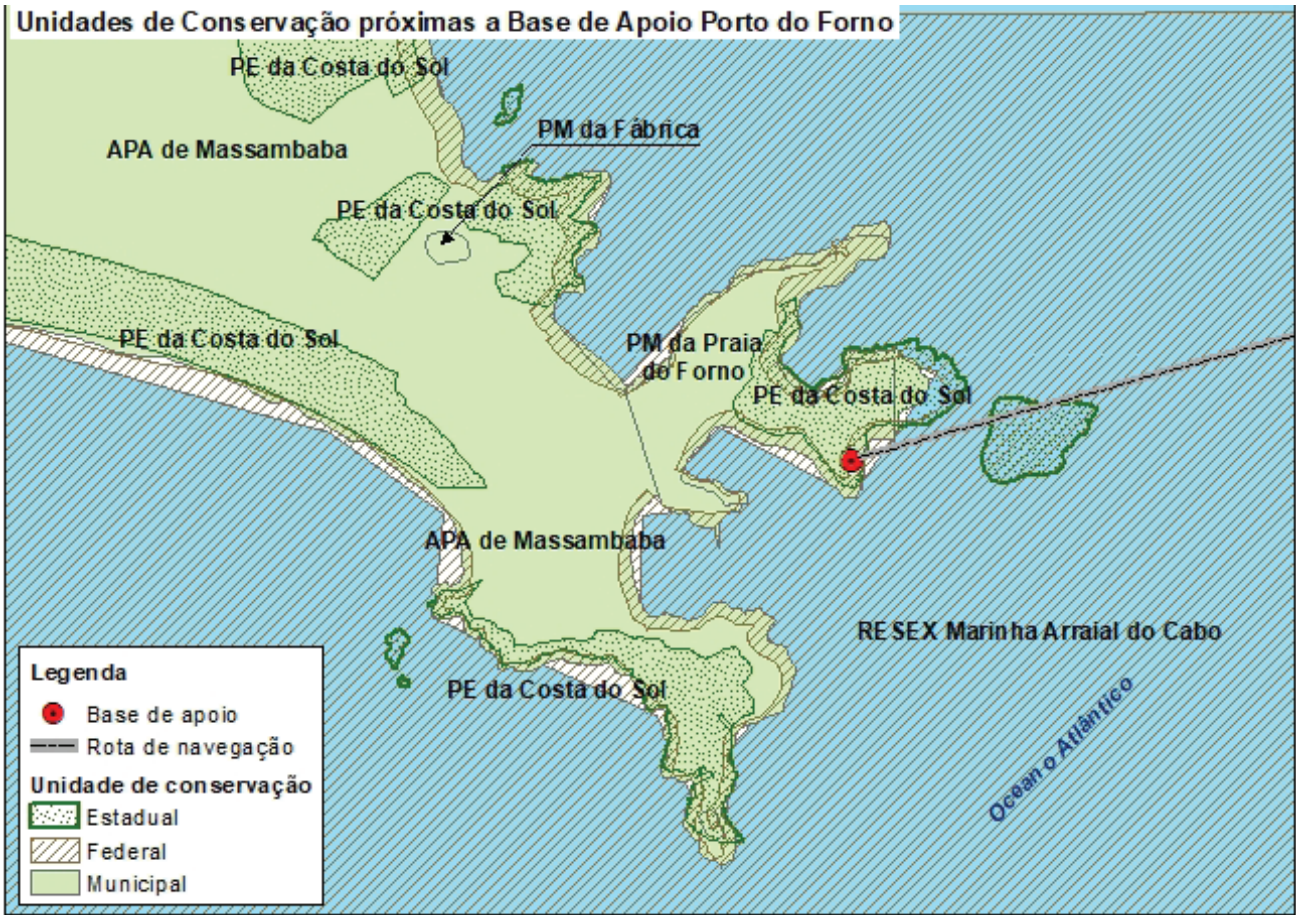 Unidades de Conservação próximas a Base de Apoio Porto do Forno
PE da Costa do Sol
PM da Fábrica
APA de Massambaba
PE da Costa do Sol
PE da Costa do Sol
PM da Praia
do Forno
PE da Costa do Sol
APA de Massambaba
RESEX Marinha Arraial do Cabo
PE da Costa do Sol
Oceano Atlântico
Legenda
Base de apoio
Rota de navegação
Unidade de conservação
Estadual
Federal
Municipal